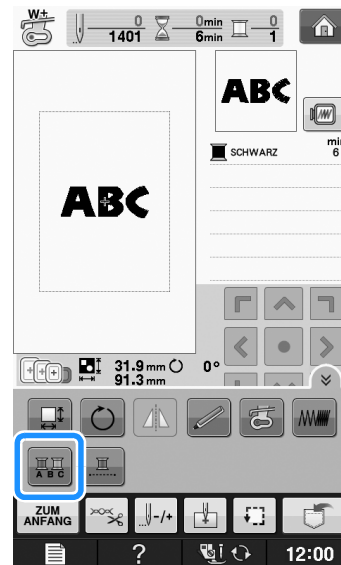 W±
0 0min 0
1401 6min 1
ABC
SCHWARZ
min
6
ABC
31.9 mm 0°
91.3 mm
A B C
ZUM
ANFANG
-/+
?
12:00